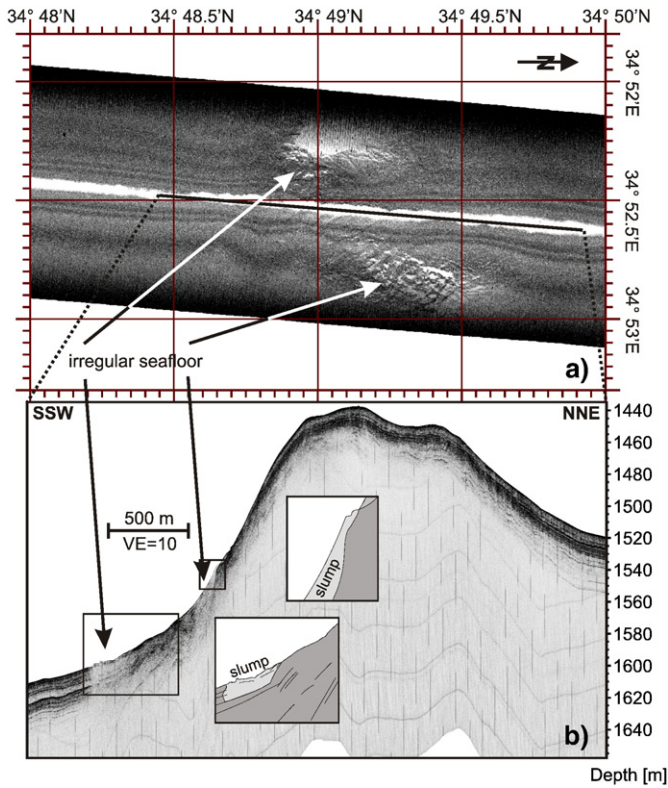 34° 48'N 34° 48.5'N 34° 49'N 34° 49.5'N 34° 50'N
N
34° 52'E
34° 52.5'E
34° 53'E
irregular seafloor
a)
SSW NNE
1440
1460
1480
1500
1520
1540
1560
1580
1600
1620
1640
500 m
VE=10
slump
slump
b)
Depth [m]